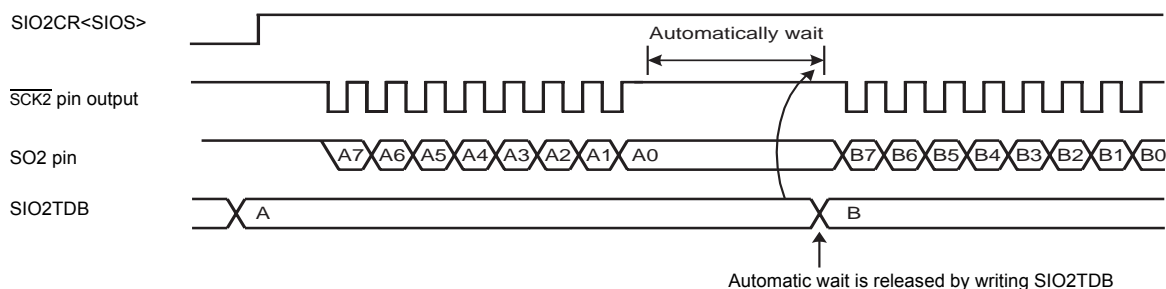 SIO2CR<SIOS>
Automatically wait
SCK2 pin output
SO2 pin
A7 A6 A5 A4 A3 A2 A1 A0 B7 B6 B5 B4 B3 B2 B1 B0
SIO2TDB
A B
Automatic wait is released by writing SIO2TDB